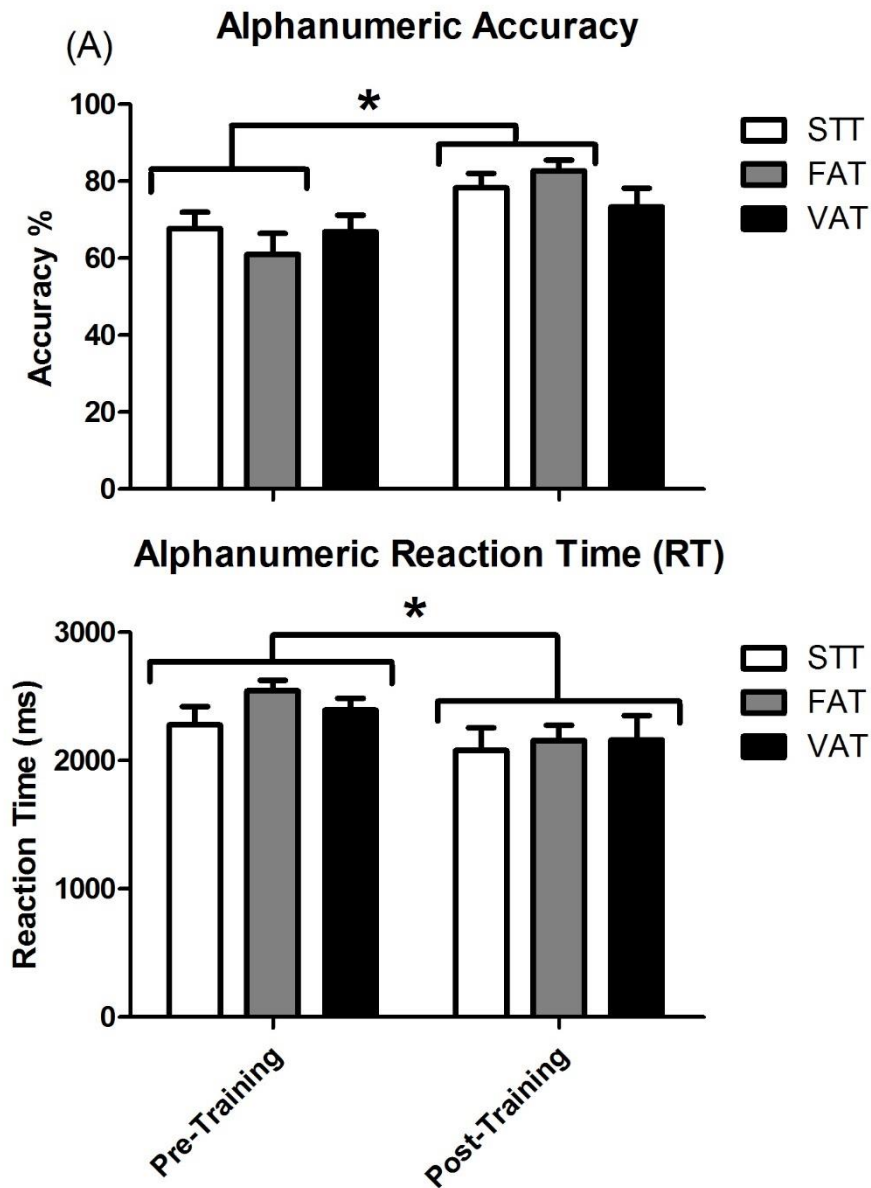 Alphanumeric Accuracy
(A)
100
80
60
40
20
0
Accuracy %
*
STT
FAT
VAT
Alphanumeric Reaction Time (RT)
3000
2000
1000
0
Reaction Time (ms)
*
STT
FAT
VAT
Pre-Training
Post-Training